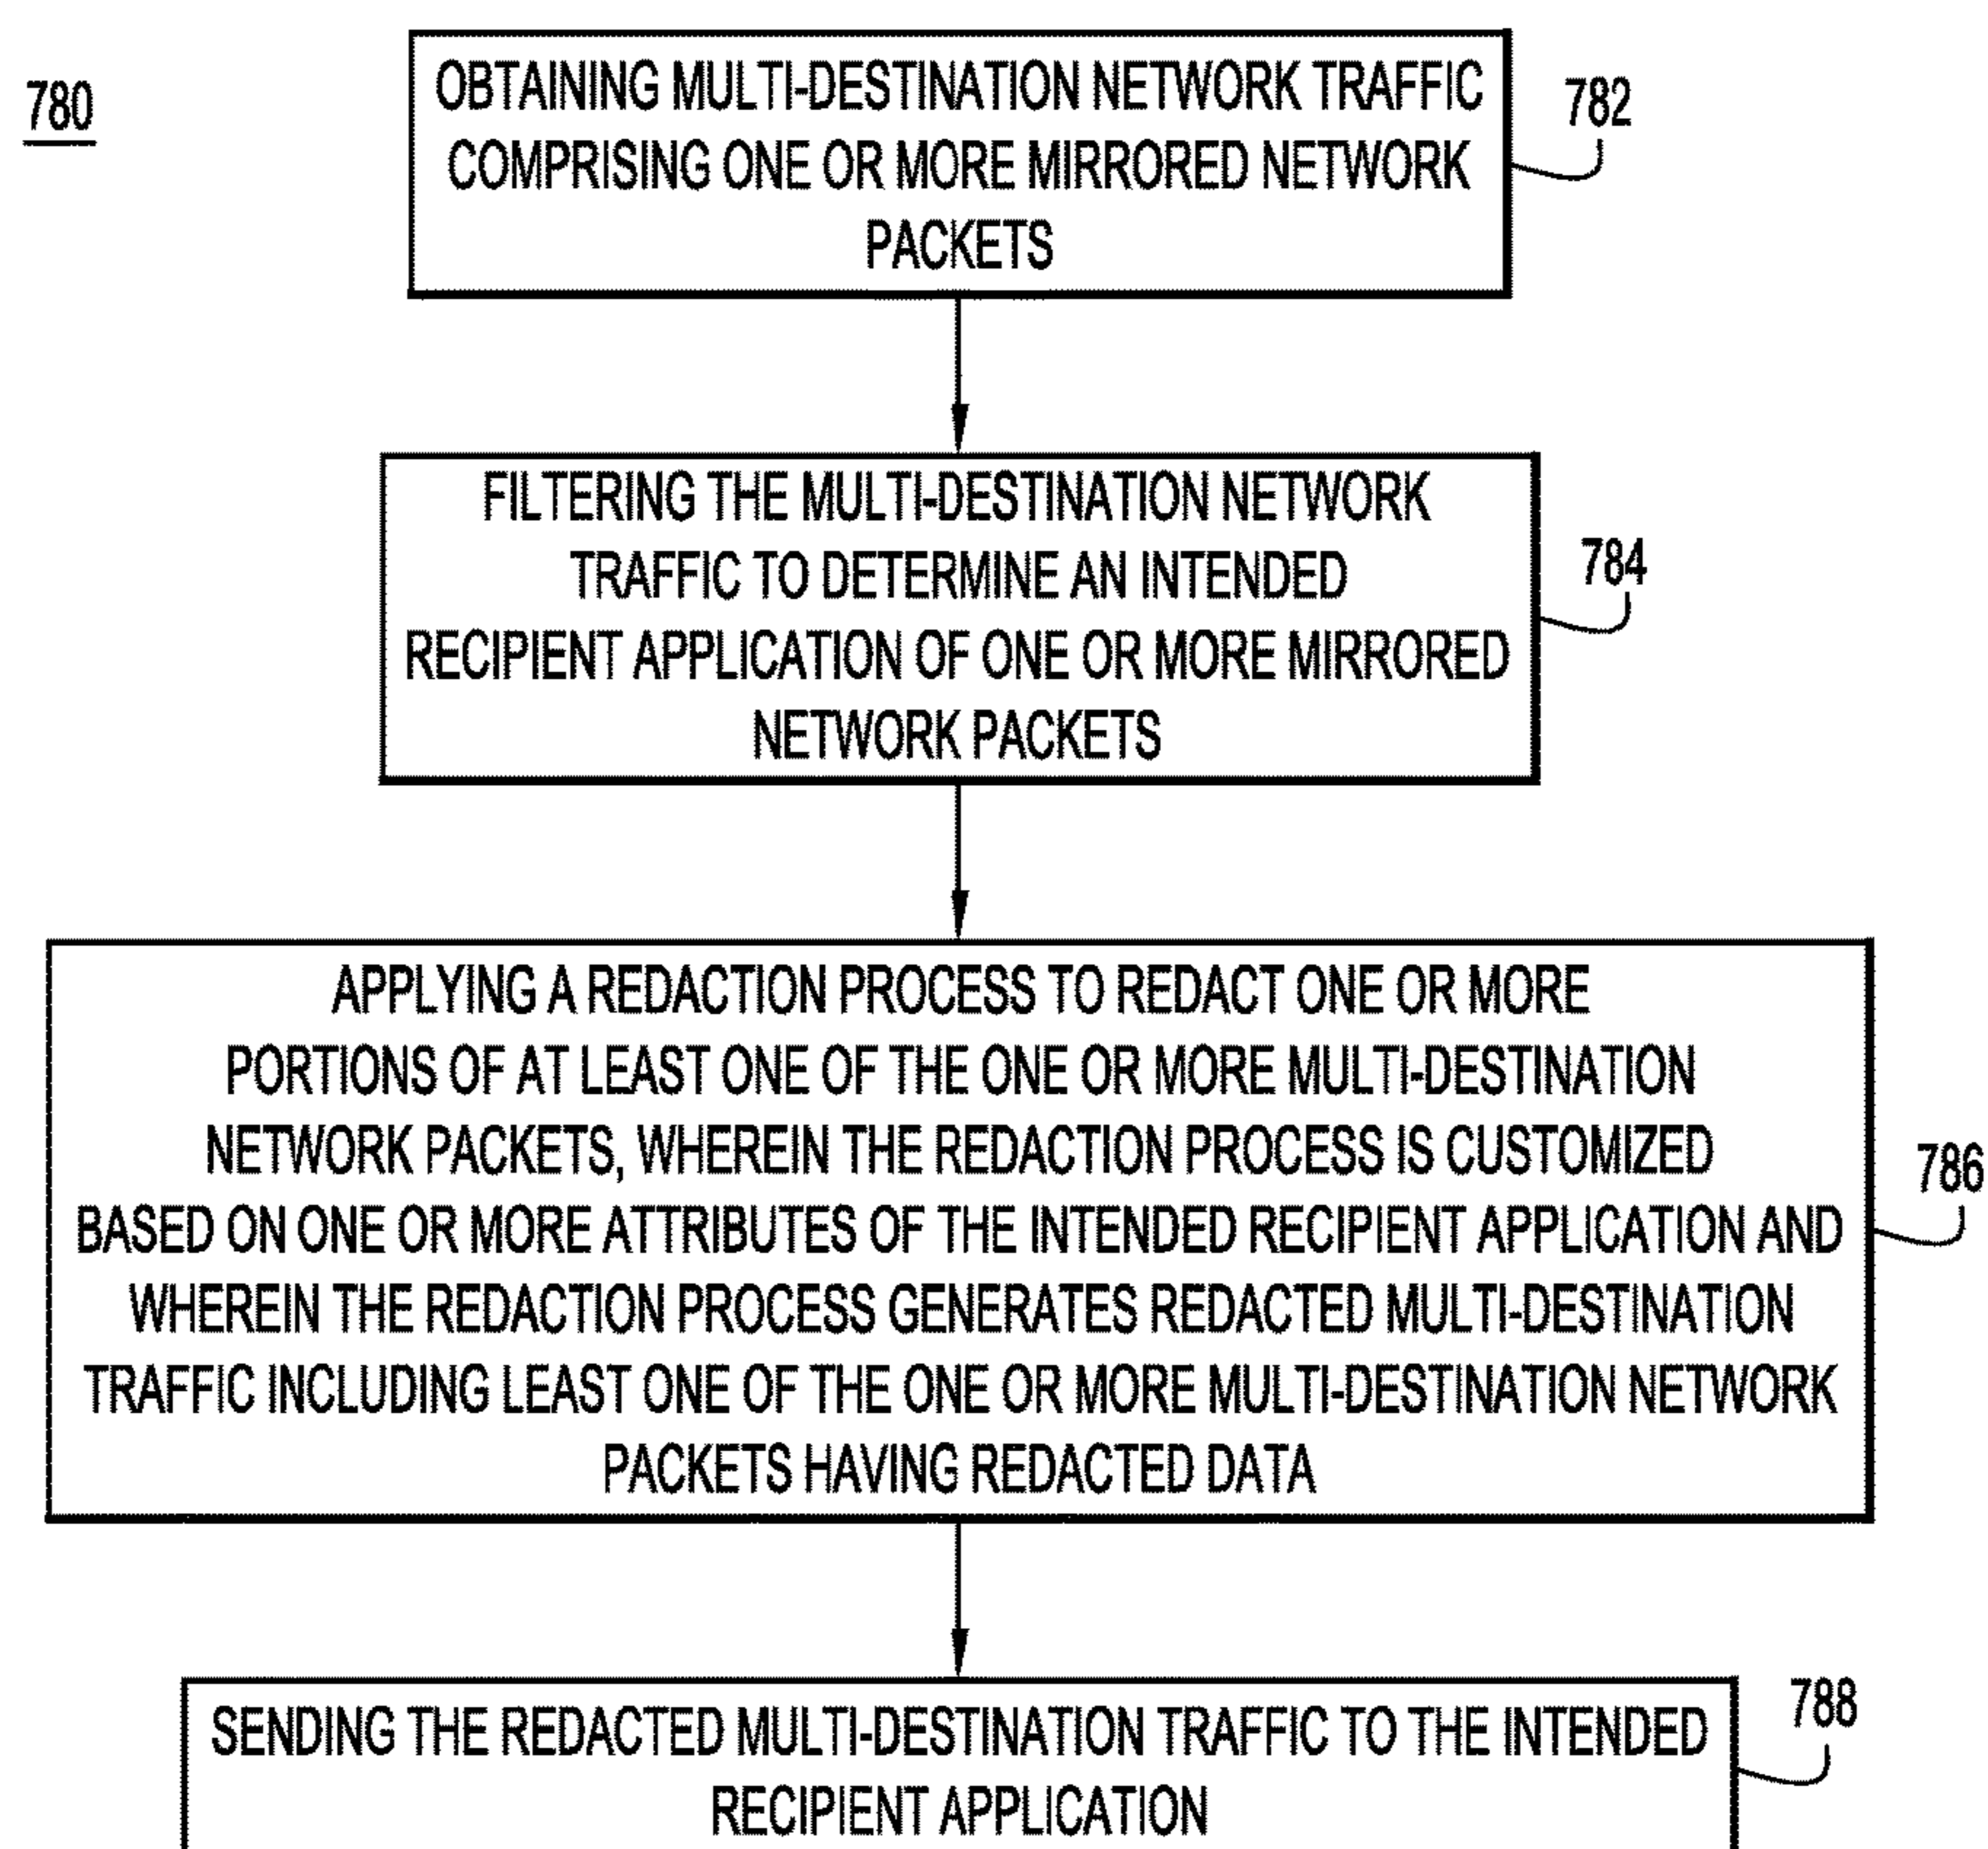 780
OBTAINING MULTI-DESTINATION NETWORK TRAFFIC
COMPRISING ONE OR MORE MIRRORED NETWORK
PACKETS
782
FILTERING THE MULTI-DESTINATION NETWORK
TRAFFIC TO DETERMINE AN INTENDED
RECIPIENT APPLICATION OF ONE OR MORE MIRRORED
NETWORK PACKETS
784
APPLYING A REDACTION PROCESS TO REDACT ONE OR MORE
PORTIONS OF AT LEAST ONE OF THE ONE OR MORE MULTI-DESTINATION
NETWORK PACKETS, WHEREIN THE REDACTION PROCESS IS CUSTOMIZED
BASED ON ONE OR MORE ATTRIBUTES OF THE INTENDED RECIPIENT APPLICATION AND
WHEREIN THE REDACTION PROCESS GENERATES REDACTED MULTI-DESTINATION
TRAFFIC INCLUDING LEAST ONE OF THE ONE OR MORE MULTI-DESTINATION NETWORK
PACKETS HAVING REDACTED DATA
786
SENDING THE REDACTED MULTI-DESTINATION TRAFFIC TO THE INTENDED
RECIPIENT APPLICATION
788